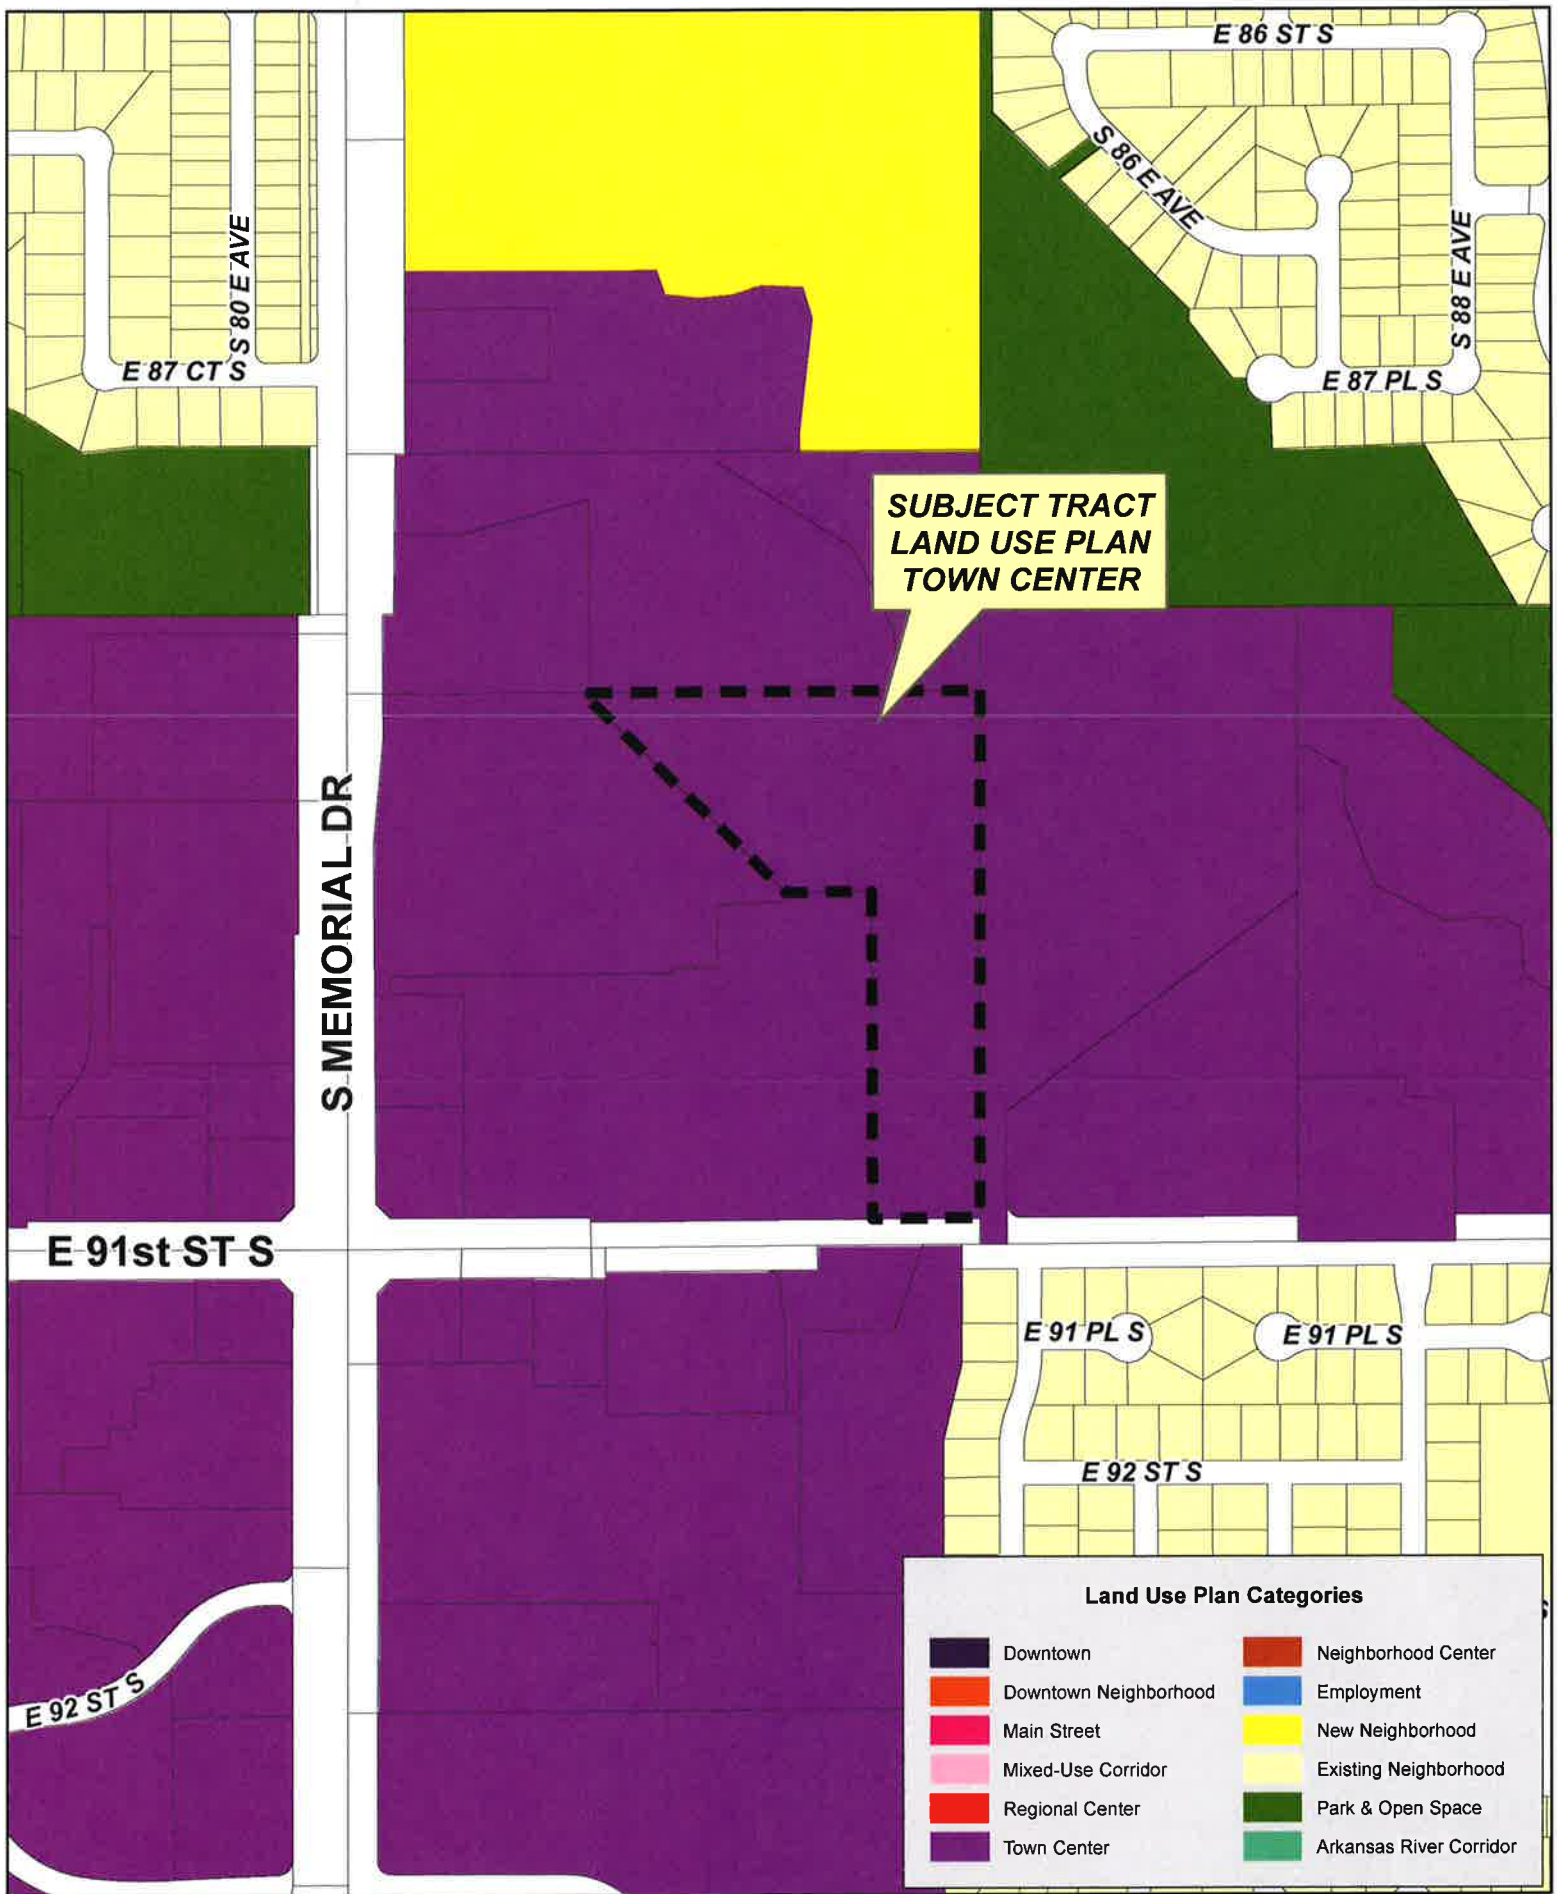 E 86 ST S
S 86 E AVE
S 80 E AVE
S 88 E AVE
E 87 CT S
E 87 PL S
SUBJECT TRACT
LAND USE PLAN
TOWN CENTER
S MEMORIAL DR
E 91st ST S
E 91 PL S
E 91 PL S
E 92 ST S
E 92 ST S
Land Use Plan Categories
Downtown
Downtown Neighborhood
Main Street
Mixed-Use Corridor
Regional Center
Town Center
Neighborhood Center
Employment
New Neighborhood
Existing Neighborhood
Park & Open Space
Arkansas River Corridor